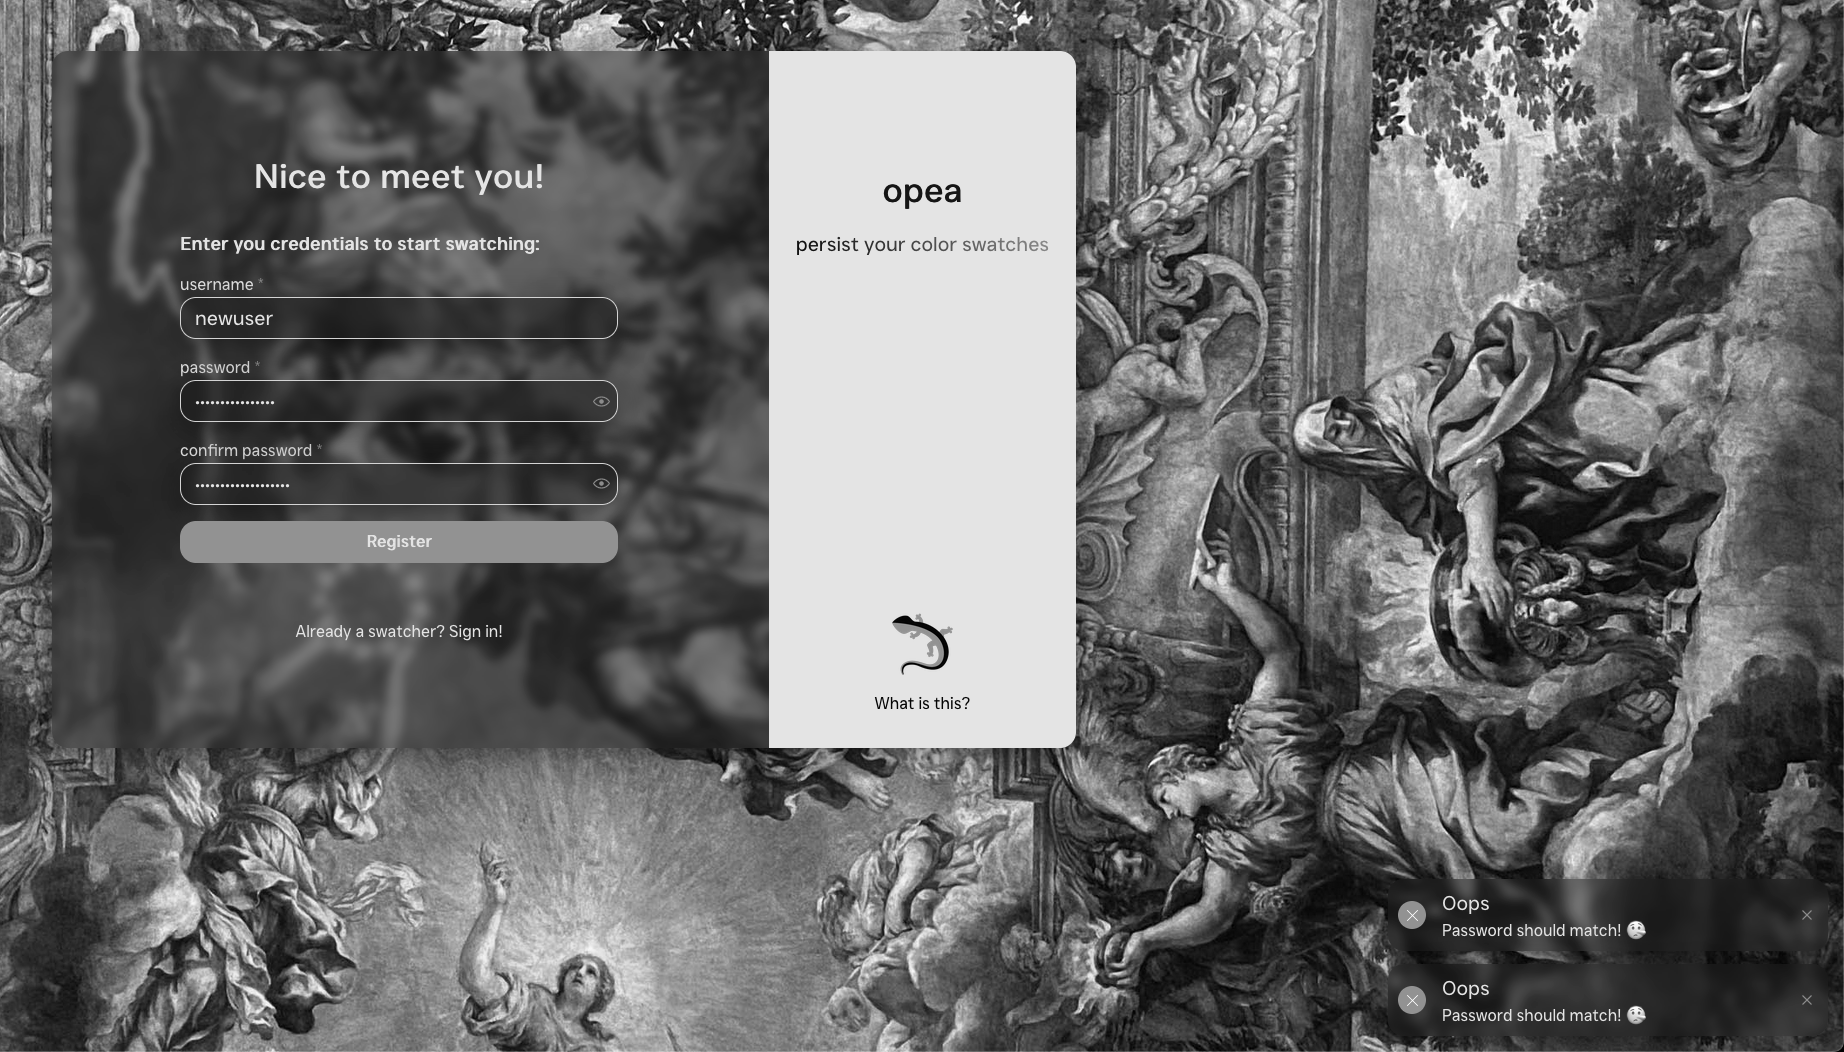 Nice to meet you!
Enter you credentials to start swatching:
username *
newuser
password *
••••••••••••••••
confirm password *
•••••••••••••••••••
Register
Already a swatcher? Sign in!
opea
persist your color swatches
What is this?
Oops
Password should match! 🤥
Oops
Password should match! 🤥